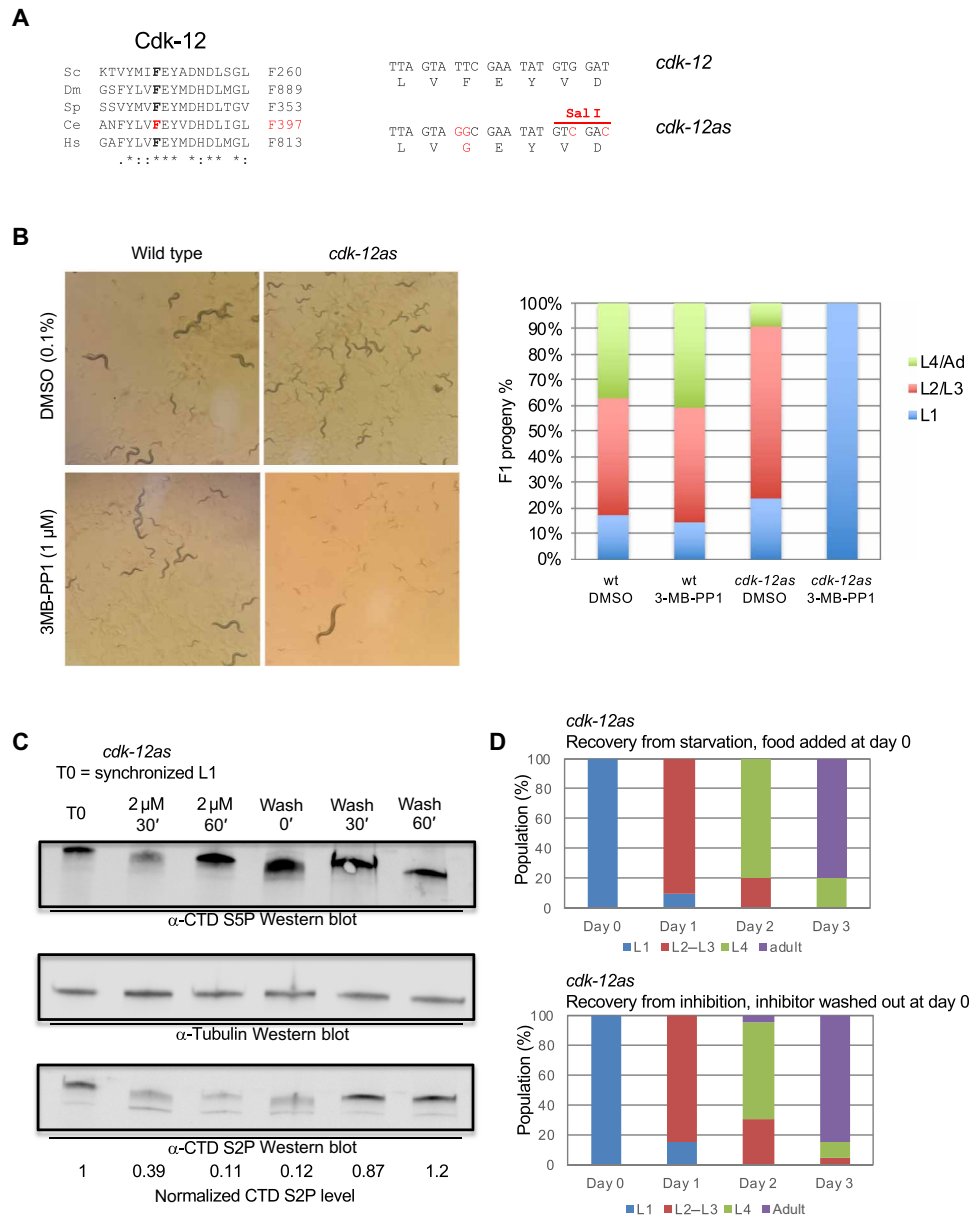 A
Cdk-12
Sc KTVYMIFEYADNDLSGL F260
Dm GSFYLVFEYMDHDLMGL F889
Sp SSVYMVFEYMDHDLTGV F353
Ce ANFYLVFEYVDHDLIGL F397
Hs GAFYLVFEYMDHDLMGL F813
.*::*** *:** *:
TTA GTA TTC GAA TAT GTG GAT cdk-12
L V F E Y V D
Sal I
TTA GTA GGC GAA TAT GTC GAC cdk-12as
L V G E Y V D
B
Wild type cdk-12as
DMSO (0.1%)
3MB-PP1 (1 µM)
F1 progeny %
100%
90%
80%
70%
60%
50%
40%
30%
20%
10%
0%
wt DMSO
wt 3-MB-PP1
cdk-12as DMSO
cdk-12as 3-MB-PP1
L4/Ad
L2/L3
L1
C
cdk-12as
T0 = synchronized L1
T0
2 µM 30′
2 µM 60′
Wash 0′
Wash 30′
Wash 60′
α-CTD S5P Western blot
α-Tubulin Western blot
α-CTD S2P Western blot
1 0.39 0.11 0.12 0.87 1.2
Normalized CTD S2P level
D
cdk-12as
Recovery from starvation, food added at day 0
Population (%)
100
80
60
40
20
0
Day 0 Day 1 Day 2 Day 3
L1 L2–L3 L4 adult
cdk-12as
Recovery from inhibition, inhibitor washed out at day 0
Population (%)
100
80
60
40
20
0
Day 0 Day 1 Day 2 Day 3
L1 L2–L3 L4 Adult